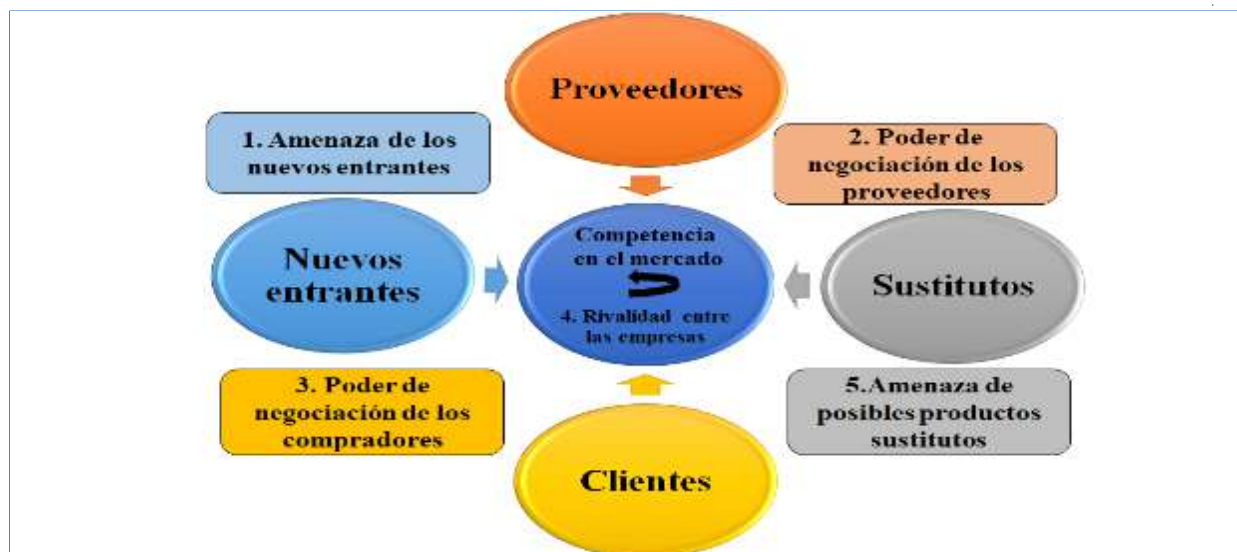 Proveedores
1. Amenaza de los
nuevos entrantes
2. Poder de
negociación de los
proveedores
Nuevos
entrantes
Competencia
en el mercado
4. Rivalidad entre
las empresas
Sustitutos
3. Poder de
negociación de los
compradores
5.Amenaza de
posibles productos
sustitutos
Clientes